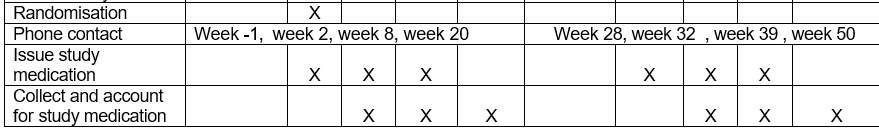 Randomisation X
Phone contact Week -1, week 2, week 8, week 20 Week 28, week 32 , week 39 , week 50
Issue study
medication X X X X X X
Collect and account
for study medication X X X X X X